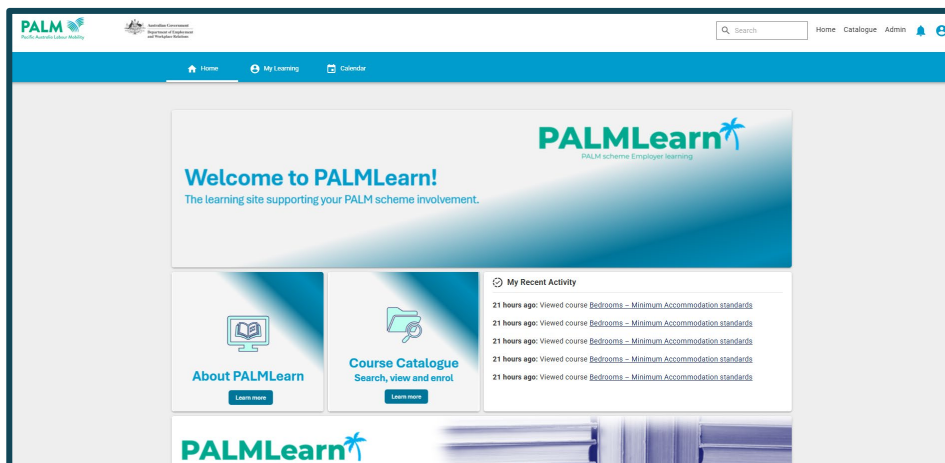 PALM
Pacific Australia Labour Mobility
Australian Government
Department of Employment
and Workplace Relations
Search
Home Catalogue Admin
Home My Learning Calendar
PALMLearn
PALM scheme Employer learning
Welcome to PALMLearn!
The learning site supporting your PALM scheme involvement.
About PALMLearn
Learn more
Course Catalogue
Search, view and enrol
Learn more
My Recent Activity
21 hours ago: Viewed course Bedrooms – Minimum Accommodation standards
21 hours ago: Viewed course Bedrooms – Minimum Accommodation standards
21 hours ago: Viewed course Bedrooms – Minimum Accommodation standards
21 hours ago: Viewed course Bedrooms – Minimum Accommodation standards
21 hours ago: Viewed course Bedrooms – Minimum Accommodation standards
PALMLearn